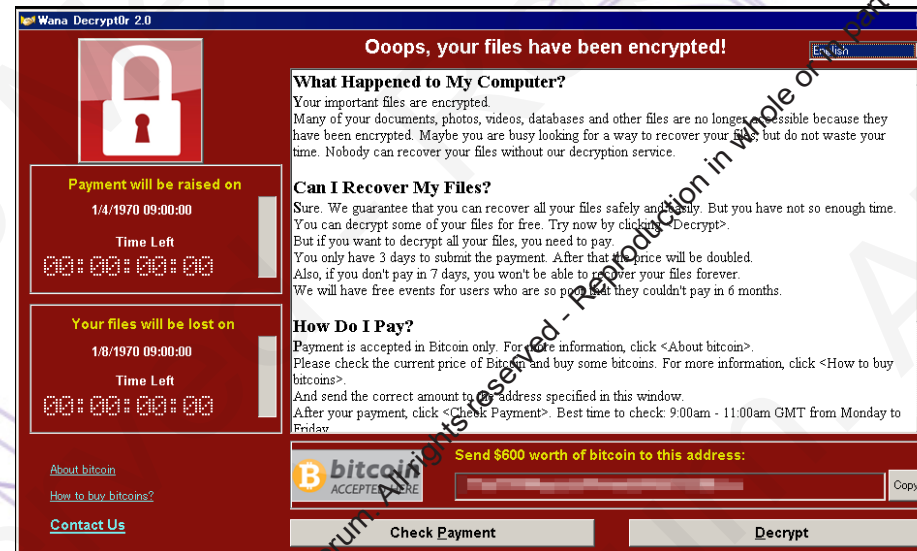 Wana Decrypt0r 2.0
Ooops, your files have been encrypted!
English
What Happened to My Computer?
Your important files are encrypted.
Many of your documents, photos, videos, databases and other files are no longer accessible because they
have been encrypted. Maybe you are busy looking for a way to recover your files, but do not waste your
time. Nobody can recover your files without our decryption service.
Can I Recover My Files?
Sure. We guarantee that you can recover all your files safely and easily. But you have not so enough time.
You can decrypt some of your files for free. Try now by clicking <Decrypt>.
But if you want to decrypt all your files, you need to pay.
You only have 3 days to submit the payment. After that the price will be doubled.
Also, if you don't pay in 7 days, you won't be able to recover your files forever.
We will have free events for users who are so poor that they couldn't pay in 6 months.
How Do I Pay?
Payment is accepted in Bitcoin only. For more information, click <About bitcoin>.
Please check the current price of Bitcoin and buy some bitcoins. For more information, click <How to buy
bitcoins>.
And send the correct amount to the address specified in this window.
After your payment, click <Check Payment>. Best time to check: 9:00am - 11:00am GMT from Monday to
Friday
Payment will be raised on
1/4/1970 09:00:00
Time Left
00:00:00:00
Your files will be lost on
1/8/1970 09:00:00
Time Left
00:00:00:00
About bitcoin
How to buy bitcoins?
Contact Us
bitcoin
ACCEPTED HERE
Send $600 worth of bitcoin to this address:
Copy
Check Payment
Decrypt
rum. All rights reserved - Reproduction in whole or in part